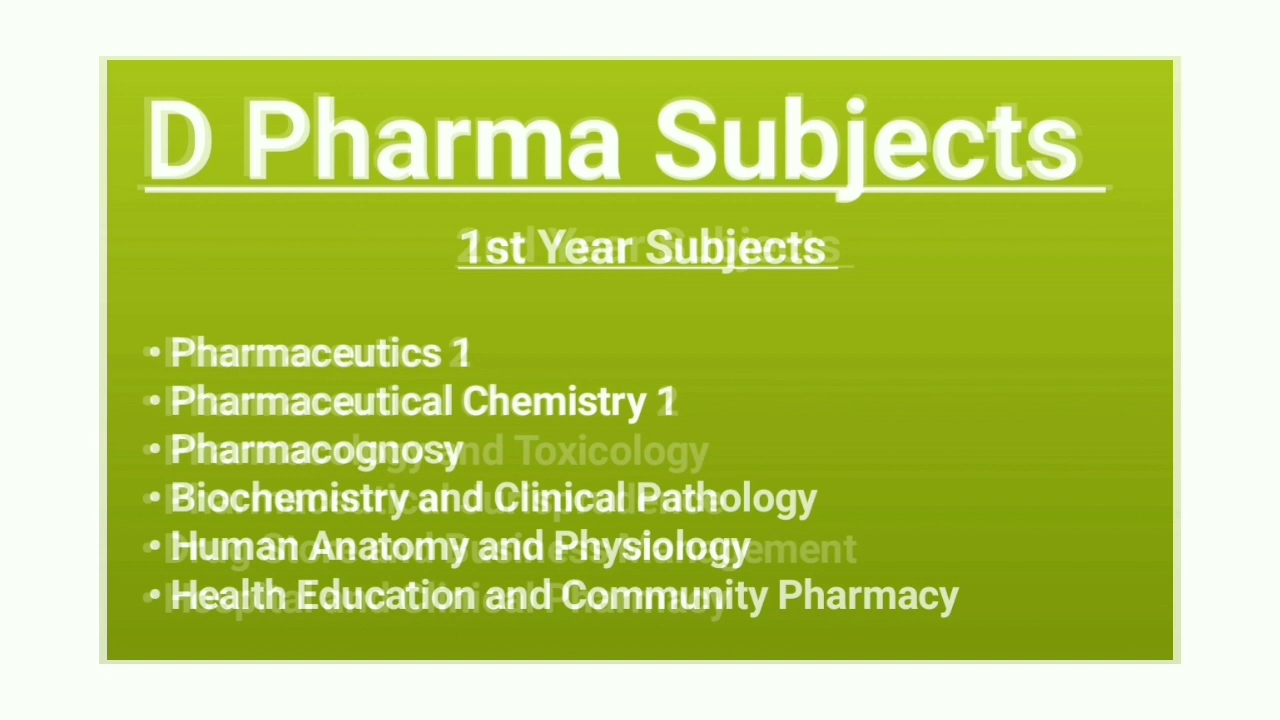 D Pharma Subjects
1st Year Subjects
• Pharmaceutics 1
• Pharmaceutical Chemistry 1
• Pharmacognosy
• Biochemistry and Clinical Pathology
• Human Anatomy and Physiology
• Health Education and Community Pharmacy